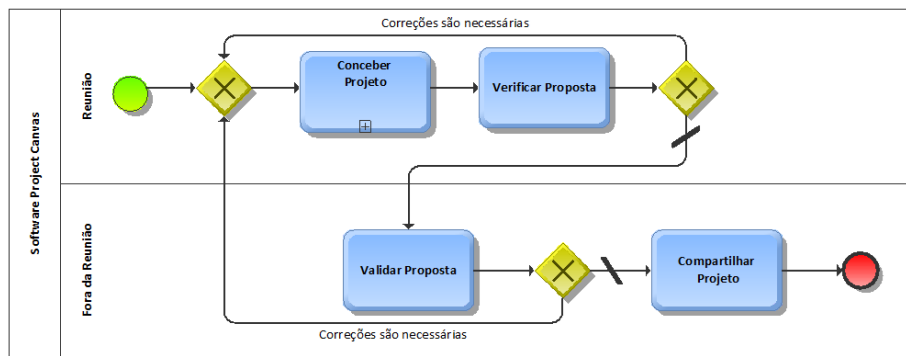 Software Project Canvas
Reunião
Correções são necessárias
Conceber
Projeto
Verificar Proposta
Fora da Reunião
Validar Proposta
Compartilhar
Projeto
Correções são necessárias